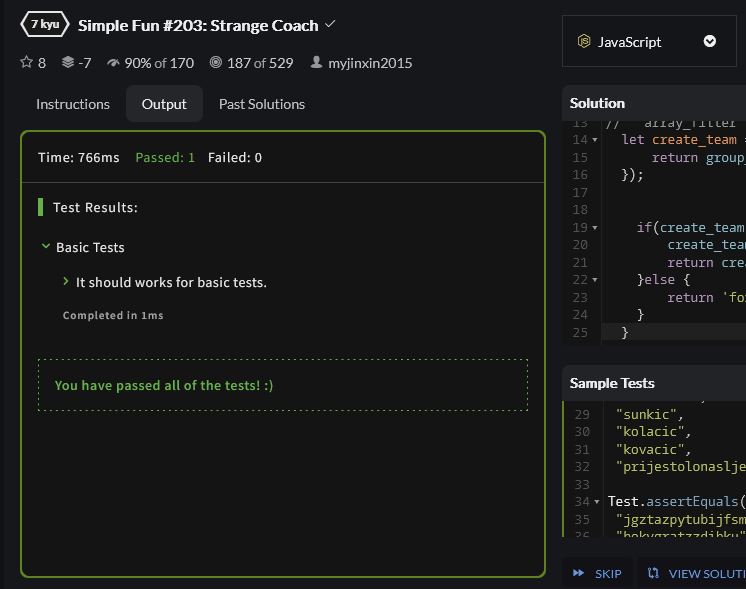 7 kyu Simple Fun #203: Strange Coach
8 -7 90% of 170 187 of 529 myjinxin2015
Instructions Output Past Solutions
Time: 766ms Passed: 1 Failed: 0
Test Results:
Basic Tests
It should works for basic tests.
Completed in 1ms
You have passed all of the tests! :)
JS JavaScript
Solution
13 // array_filter
14 let create_team =
15 return group_
16 });
17
18
19 if(create_team
20 create_team
21 return crea
22 }else {
23 return 'fo
24 }
25 }
Sample Tests
29 "sunkic",
30 "kolacic",
31 "kovacic",
32 "prijestolonaslje
33
34 Test.assertEquals(
35 "jgztazpytubijfsm
36
SKIP VIEW SOLUTI